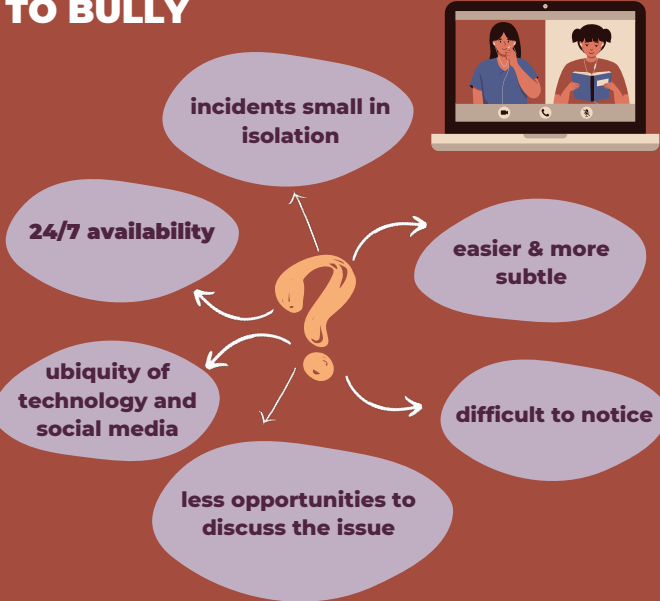 TO BULLY
incidents small in
isolation
24/7 availability
easier & more
subtle
ubiquity of
technology and
social media
difficult to notice
less opportunities to
discuss the issue